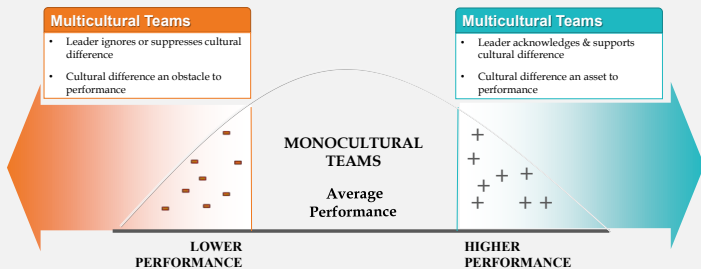 Multicultural Teams
• Leader ignores or suppresses cultural
difference
• Cultural difference an obstacle to
performance
Multicultural Teams
• Leader acknowledges & supports
cultural difference
• Cultural difference an asset to
performance
MONOCULTURAL
TEAMS
Average
Performance
LOWER
PERFORMANCE
HIGHER
PERFORMANCE